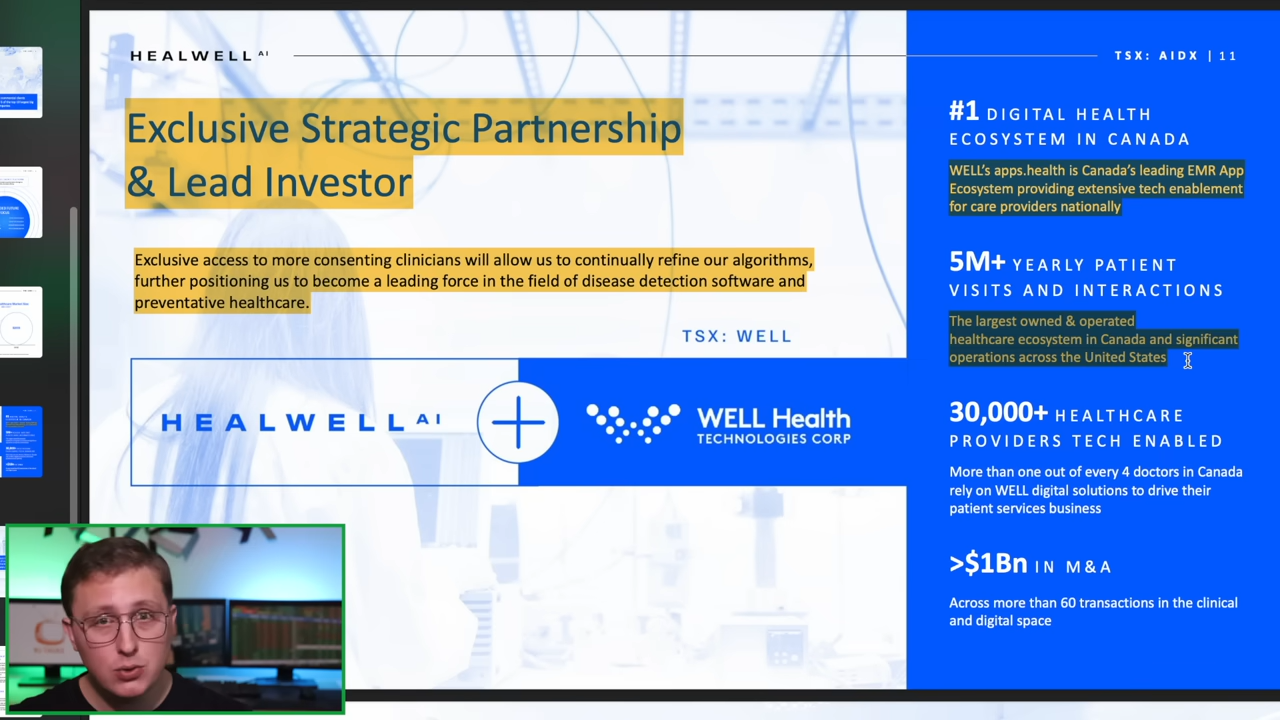 HEALWELL AI
TSX: AIDX | 11
Exclusive Strategic Partnership
& Lead Investor
Exclusive access to more consenting clinicians will allow us to continually refine our algorithms,
further positioning us to become a leading force in the field of disease detection software and
preventative healthcare.
TSX: WELL
HEALWELL AI
WELL Health
TECHNOLOGIES CORP
#1 DIGITAL HEALTH
ECOSYSTEM IN CANADA
WELL's apps.health is Canada's leading EMR App
Ecosystem providing extensive tech enablement
for care providers nationally
5M+ YEARLY PATIENT
VISITS AND INTERACTIONS
The largest owned & operated
healthcare ecosystem in Canada and significant
operations across the United States
30,000+ HEALTHCARE
PROVIDERS TECH ENABLED
More than one out of every 4 doctors in Canada
rely on WELL digital solutions to drive their
patient services business
>$1Bn IN M&A
Across more than 60 transactions in the clinical
and digital space